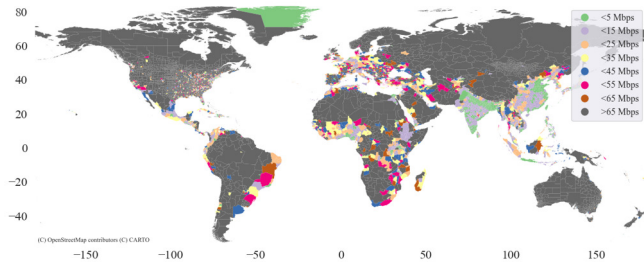 80
60
40
20
0
−20
−40
<5 Mbps
<15 Mbps
<25 Mbps
<35 Mbps
<45 Mbps
<55 Mbps
<65 Mbps
>65 Mbps
(C) OpenStreetMap contributors (C) CARTO
−150 −100 −50 0 50 100 150